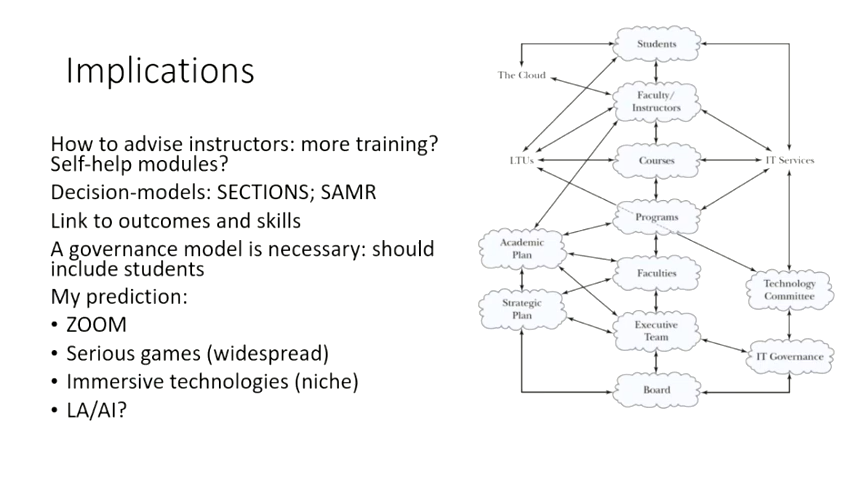 Implications
How to advise instructors: more training?
Self-help modules?
Decision-models: SECTIONS; SAMR
Link to outcomes and skills
A governance model is necessary: should
include students
My prediction:
• ZOOM
• Serious games (widespread)
• Immersive technologies (niche)
• LA/AI?
Students
The Cloud
Faculty/
Instructors
LTUs
Courses
IT Services
Programs
Academic
Plan
Faculties
Technology
Committee
Strategic
Plan
Executive
Team
IT Governance
Board